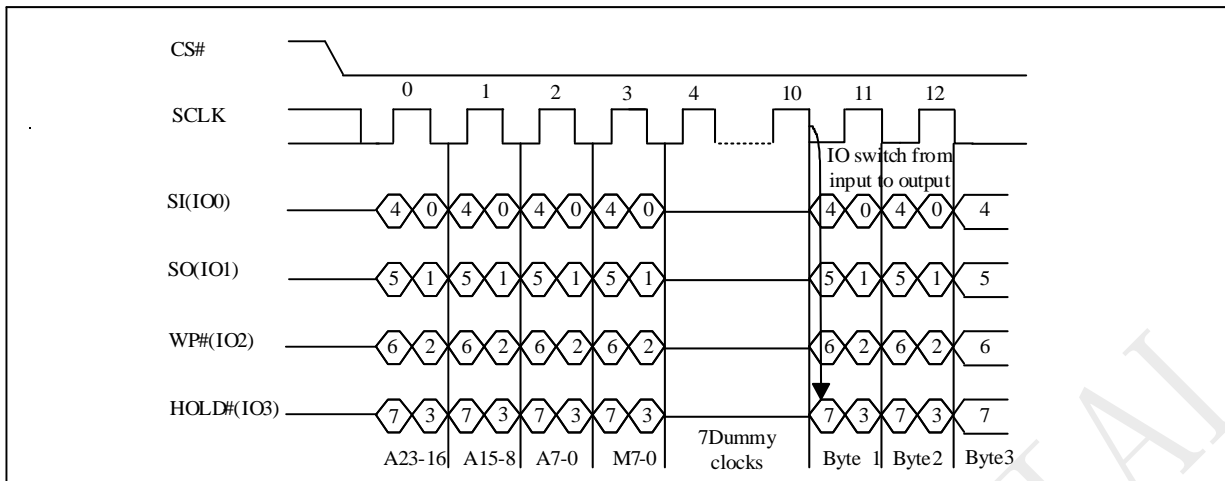 CS#
0 1 2 3 4 10 11 12
SCLK
IO switch from
input to output
SI(IO0) 4 0 4 0 4 0 4 0 4 0 4 0 4
SO(IO1) 5 1 5 1 5 1 5 1 5 1 5 1 5
WP#(IO2) 6 2 6 2 6 2 6 2 6 2 6 2 6
HOLD#(IO3) 7 3 7 3 7 3 7 3 7 3 7 3 7
A23-16 A15-8 A7-0 M7-0 7Dummy Byte 1 Byte2 Byte3
clocks